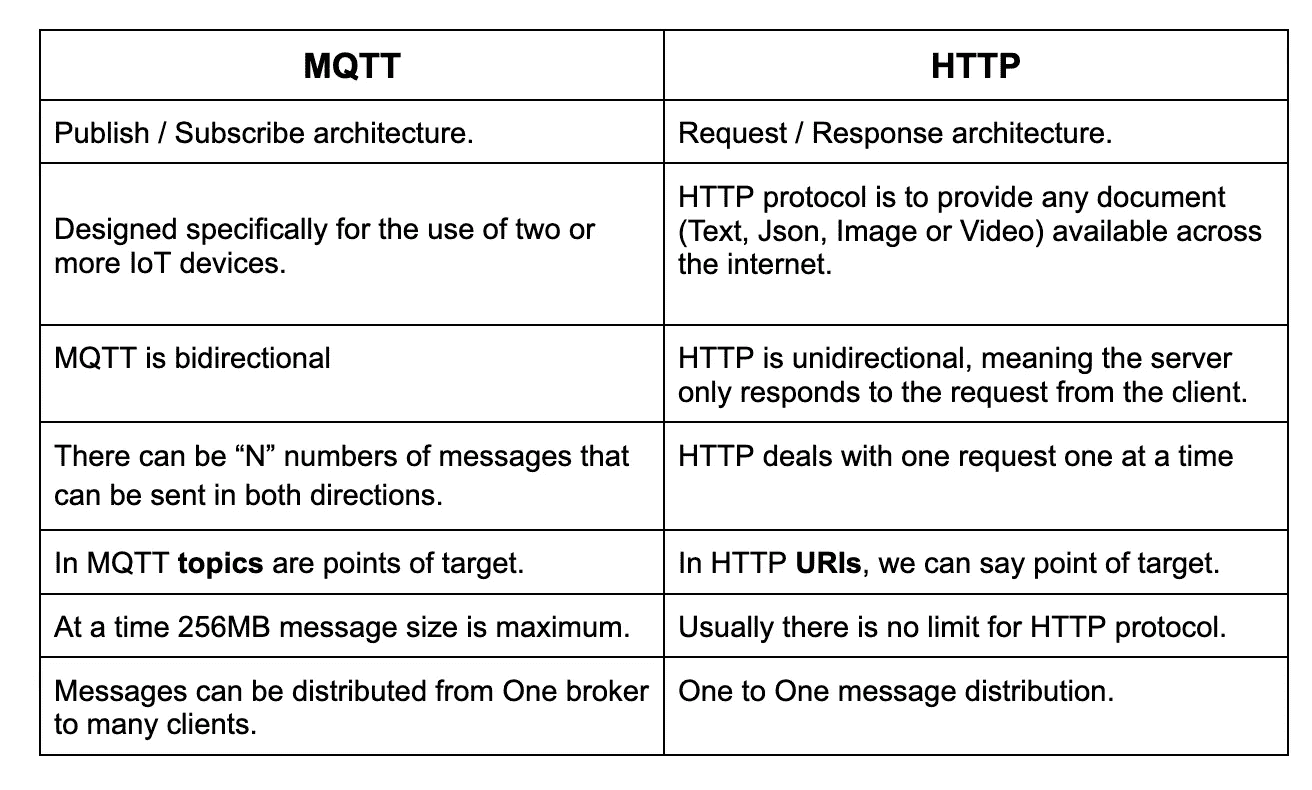 MQTT
HTTP
Publish / Subscribe architecture.
Request / Response architecture.
Designed specifically for the use of two or
more IoT devices.
HTTP protocol is to provide any document
(Text, Json, Image or Video) available across
the internet.
MQTT is bidirectional
HTTP is unidirectional, meaning the server
only responds to the request from the client.
There can be “N” numbers of messages that
can be sent in both directions.
HTTP deals with one request one at a time
In MQTT topics are points of target.
In HTTP URIs, we can say point of target.
At a time 256MB message size is maximum.
Usually there is no limit for HTTP protocol.
Messages can be distributed from One broker
to many clients.
One to One message distribution.